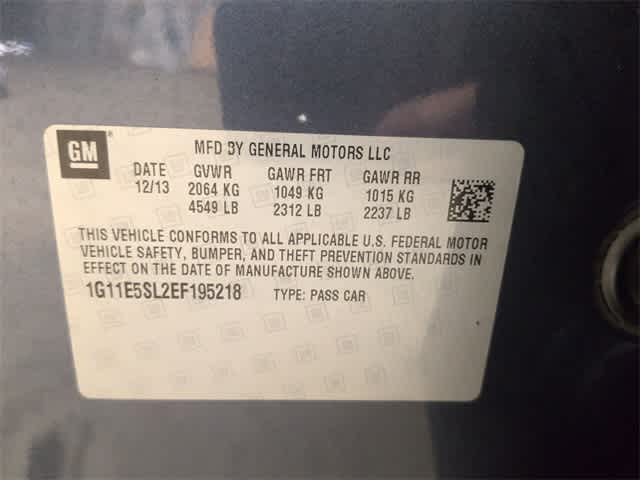 GM ®
MFD BY GENERAL MOTORS LLC
DATE GVWR GAWR FRT GAWR RR
12/13 2064 KG 1049 KG 1015 KG
4549 LB 2312 LB 2237 LB
THIS VEHICLE CONFORMS TO ALL APPLICABLE U.S. FEDERAL MOTOR
VEHICLE SAFETY, BUMPER, AND THEFT PREVENTION STANDARDS IN
EFFECT ON THE DATE OF MANUFACTURE SHOWN ABOVE.
1G11E5SL2EF195218 TYPE: PASS CAR